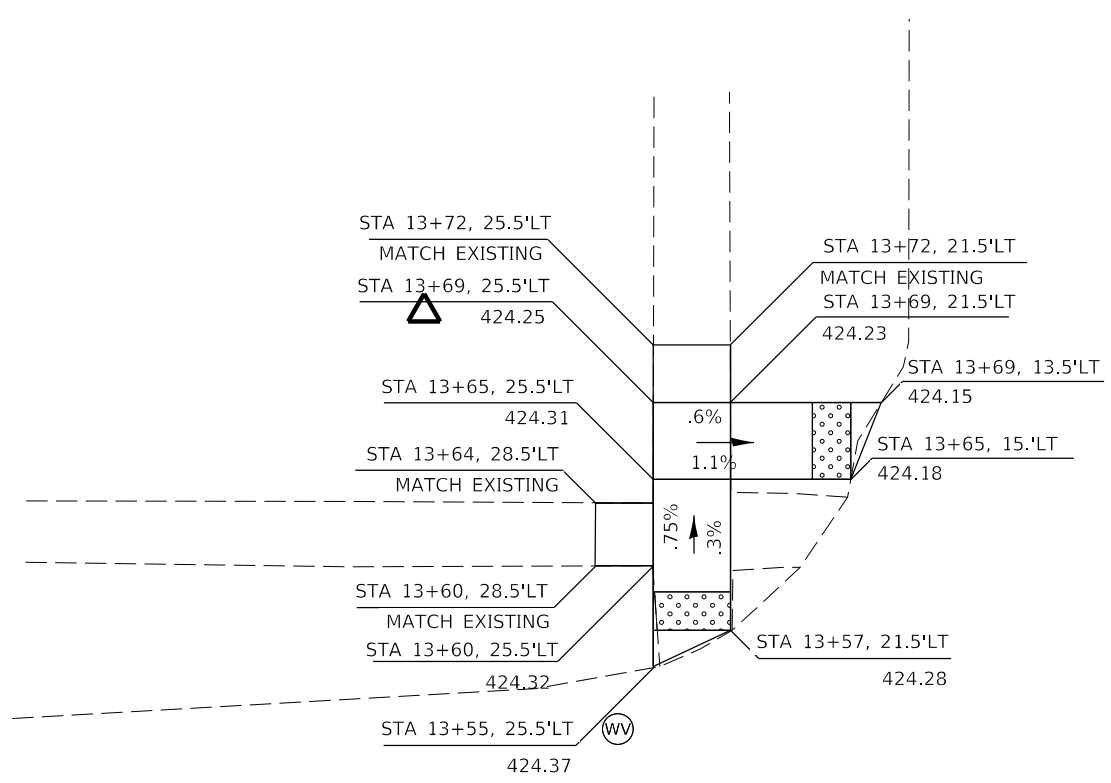 STA 13+72, 25.5'LT
MATCH EXISTING
STA 13+72, 21.5'LT
MATCH EXISTING
STA 13+69, 25.5'LT
424.25
STA 13+69, 21.5'LT
424.23
STA 13+69, 13.5'LT
424.15
STA 13+65, 25.5'LT
424.31
.6%
1.1%
STA 13+65, 15.'LT
424.18
STA 13+64, 28.5'LT
MATCH EXISTING
.75%
.3%
STA 13+60, 28.5'LT
MATCH EXISTING
STA 13+60, 25.5'LT
424.32
STA 13+57, 21.5'LT
424.28
STA 13+55, 25.5'LT
424.37
WV